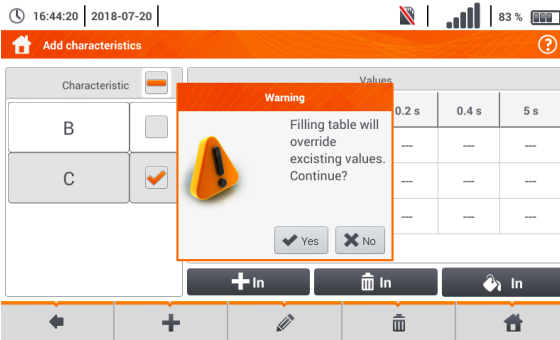 16:44:20 2018-07-20 83 %
Add characteristics ?
Characteristic Values
0.2 s 0.4 s 5 s
B --- --- ---
C --- --- ---
--- --- ---
Warning
Filling table will
override
excisting values.
Continue?
Yes No
In In In